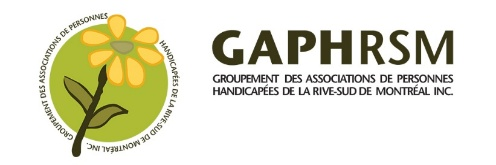 GROUPEMENT DES ASSOCIATIONS DE PERSONNES
HANDICAPÉES DE LA RIVE-SUD DE MONTRÉAL INC.
GAPHRSM
GROUPEMENT DES ASSOCIATIONS DE PERSONNES
HANDICAPÉES DE LA RIVE-SUD DE MONTRÉAL INC.